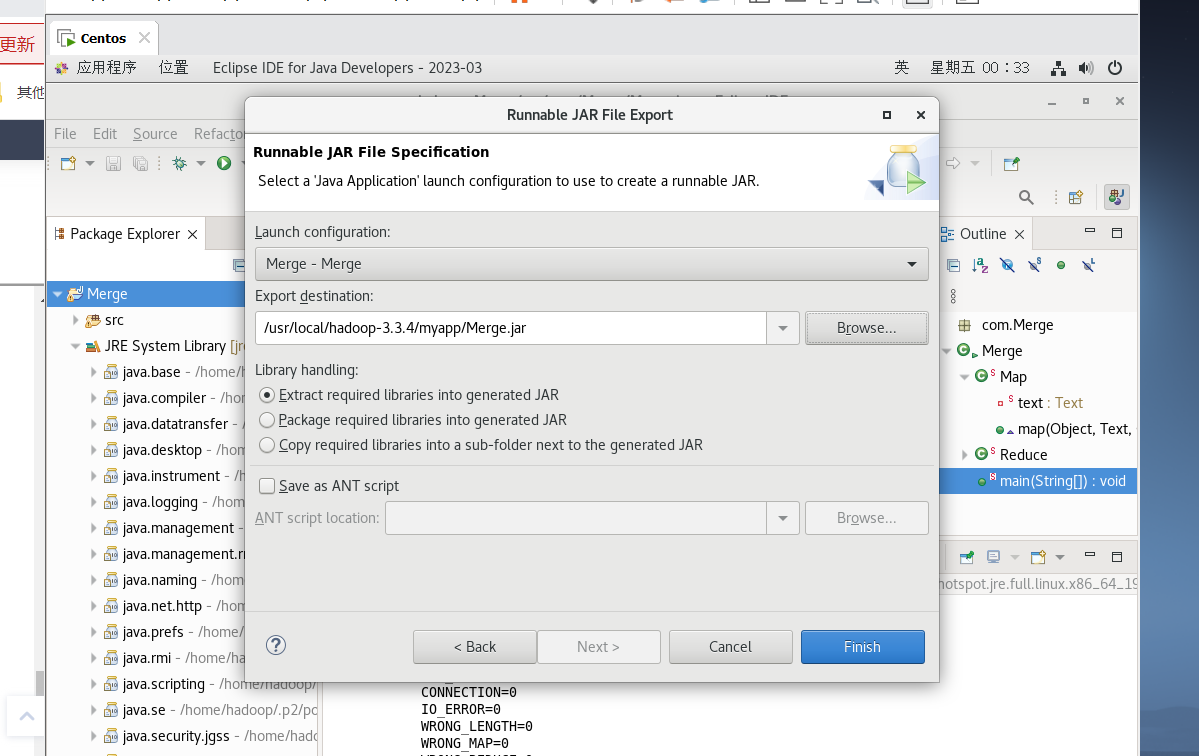 更新
其他
Centos
应用程序 位置 Eclipse IDE for Java Developers - 2023-03 英 星期五 00：33
File Edit Source Refacto
Runnable JAR File Export
Runnable JAR File Specification
Select a 'Java Application' launch configuration to use to create a runnable JAR.
Package Explorer
Merge
src
JRE System Library [jre
java.base - /home/h
java.compiler - /hom
java.datatransfer - /
java.desktop - /hom
java.instrument - /h
java.logging - /home
java.management -
java.management.rm
java.naming - /hom
java.net.http - /hom
java.prefs - /home/
java.rmi - /home/ha
java.scripting - /home/hadoop/
java.se - /home/hadoop/.p2/po
java.security.jgss - /home/hado
Launch configuration:
Merge - Merge
Export destination:
/usr/local/hadoop-3.3.4/myapp/Merge.jar
Browse...
Library handling:
Extract required libraries into generated JAR
Package required libraries into generated JAR
Copy required libraries into a sub-folder next to the generated JAR
Save as ANT script
ANT script location:
Browse...
< Back
Next >
Cancel
Finish
Outline
com.Merge
Merge
Map
text : Text
map(Object, Text,
Reduce
main(String[]) : void
hotspot.jre.full.linux.x86_64_19
CONNECTION=0
IO_ERROR=0
WRONG_LENGTH=0
WRONG_MAP=0